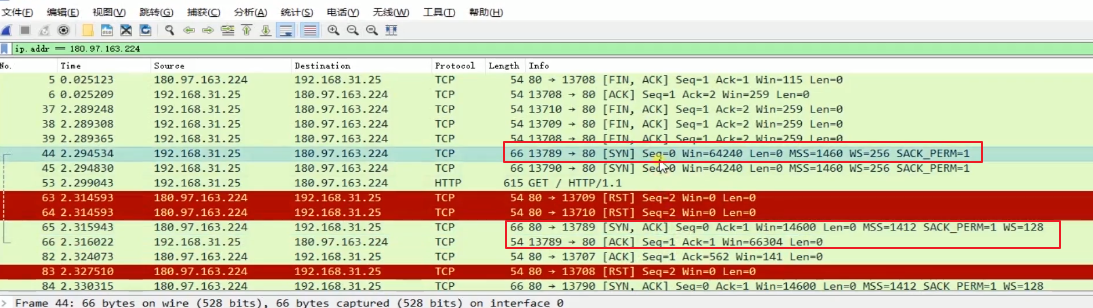 文件(F) 编辑(E) 视图(V) 跳转(G) 捕获(C) 分析(A) 统计(S) 电话(Y) 无线(W) 工具(T) 帮助(H)
ip.addr == 180.97.163.224
No. Time Source Destination Protocol Length Info
5 0.025123 180.97.163.224 192.168.31.25 TCP 54 80 → 13708 [FIN, ACK] Seq=1 Ack=1 Win=115 Len=0
6 0.025209 192.168.31.25 180.97.163.224 TCP 54 13708 → 80 [ACK] Seq=1 Ack=2 Win=259 Len=0
37 2.289248 192.168.31.25 180.97.163.224 TCP 54 13710 → 80 [FIN, ACK] Seq=1 Ack=2 Win=259 Len=0
38 2.289308 192.168.31.25 180.97.163.224 TCP 54 13709 → 80 [FIN, ACK] Seq=1 Ack=2 Win=259 Len=0
39 2.289365 192.168.31.25 180.97.163.224 TCP 54 13708 → 80 [FIN, ACK] Seq=1 Ack=2 Win=259 Len=0
44 2.294534 192.168.31.25 180.97.163.224 TCP 66 13789 → 80 [SYN] Seq=0 Win=64240 Len=0 MSS=1460 WS=256 SACK_PERM=1
45 2.294830 192.168.31.25 180.97.163.224 TCP 66 13790 → 80 [SYN] Seq=0 Win=64240 Len=0 MSS=1460 WS=256 SACK_PERM=1
53 2.299043 192.168.31.25 180.97.163.224 HTTP 615 GET / HTTP/1.1
63 2.314593 180.97.163.224 192.168.31.25 TCP 54 80 → 13709 [RST] Seq=2 Win=0 Len=0
64 2.314593 180.97.163.224 192.168.31.25 TCP 54 80 → 13710 [RST] Seq=2 Win=0 Len=0
65 2.315943 180.97.163.224 192.168.31.25 TCP 66 80 → 13789 [SYN, ACK] Seq=0 Ack=1 Win=14600 Len=0 MSS=1412 SACK_PERM=1 WS=128
66 2.316022 192.168.31.25 180.97.163.224 TCP 54 13789 → 80 [ACK] Seq=1 Ack=1 Win=66304 Len=0
82 2.324073 180.97.163.224 192.168.31.25 TCP 54 80 → 13707 [ACK] Seq=1 Ack=562 Win=141 Len=0
83 2.327510 180.97.163.224 192.168.31.25 TCP 54 80 → 13708 [RST] Seq=2 Win=0 Len=0
84 2.330315 180.97.163.224 192.168.31.25 TCP 66 80 → 13790 [SYN, ACK] Seq=0 Ack=1 Win=14600 Len=0 MSS=1412 SACK_PERM=1 WS=128
Frame 44: 66 bytes on wire (528 bits), 66 bytes captured (528 bits) on interface 0